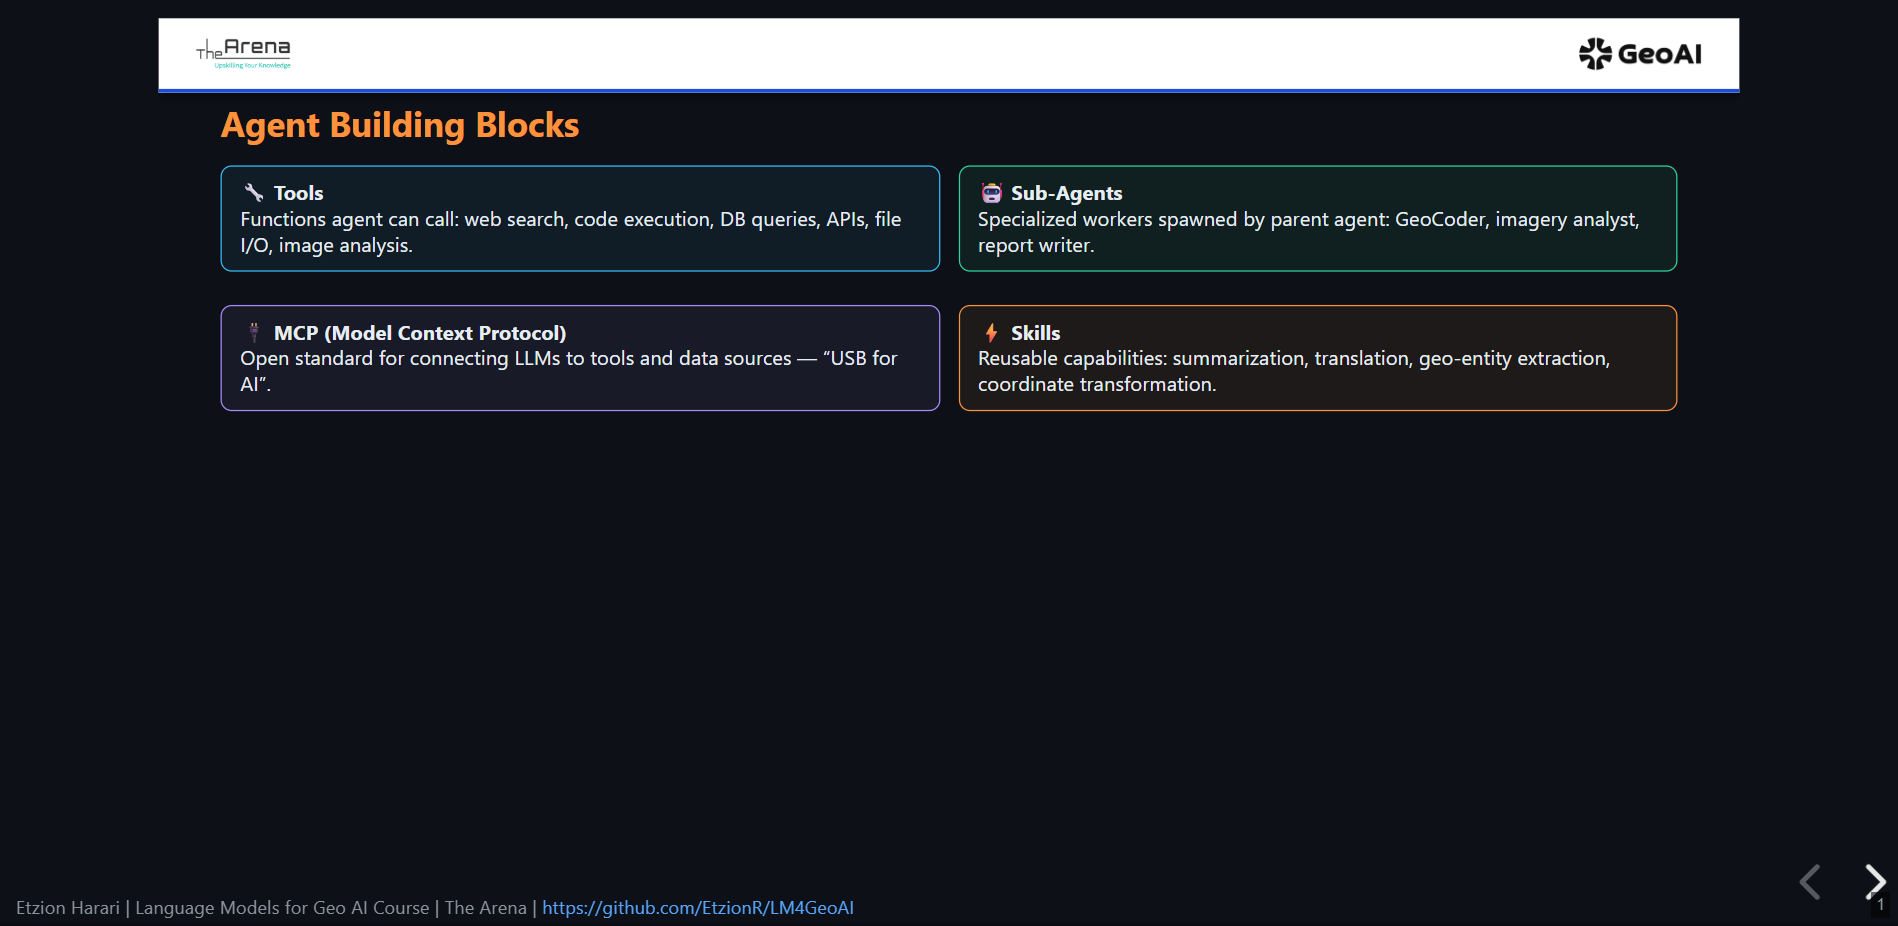 The Arena
Upskilling Your Knowledge
GeoAI
Agent Building Blocks
Tools
Functions agent can call: web search, code execution, DB queries, APIs, file
I/O, image analysis.
Sub-Agents
Specialized workers spawned by parent agent: GeoCoder, imagery analyst,
report writer.
MCP (Model Context Protocol)
Open standard for connecting LLMs to tools and data sources — “USB for
AI”.
Skills
Reusable capabilities: summarization, translation, geo-entity extraction,
coordinate transformation.
Etzion Harari | Language Models for Geo AI Course | The Arena | https://github.com/EtzionR/LM4GeoAI
1